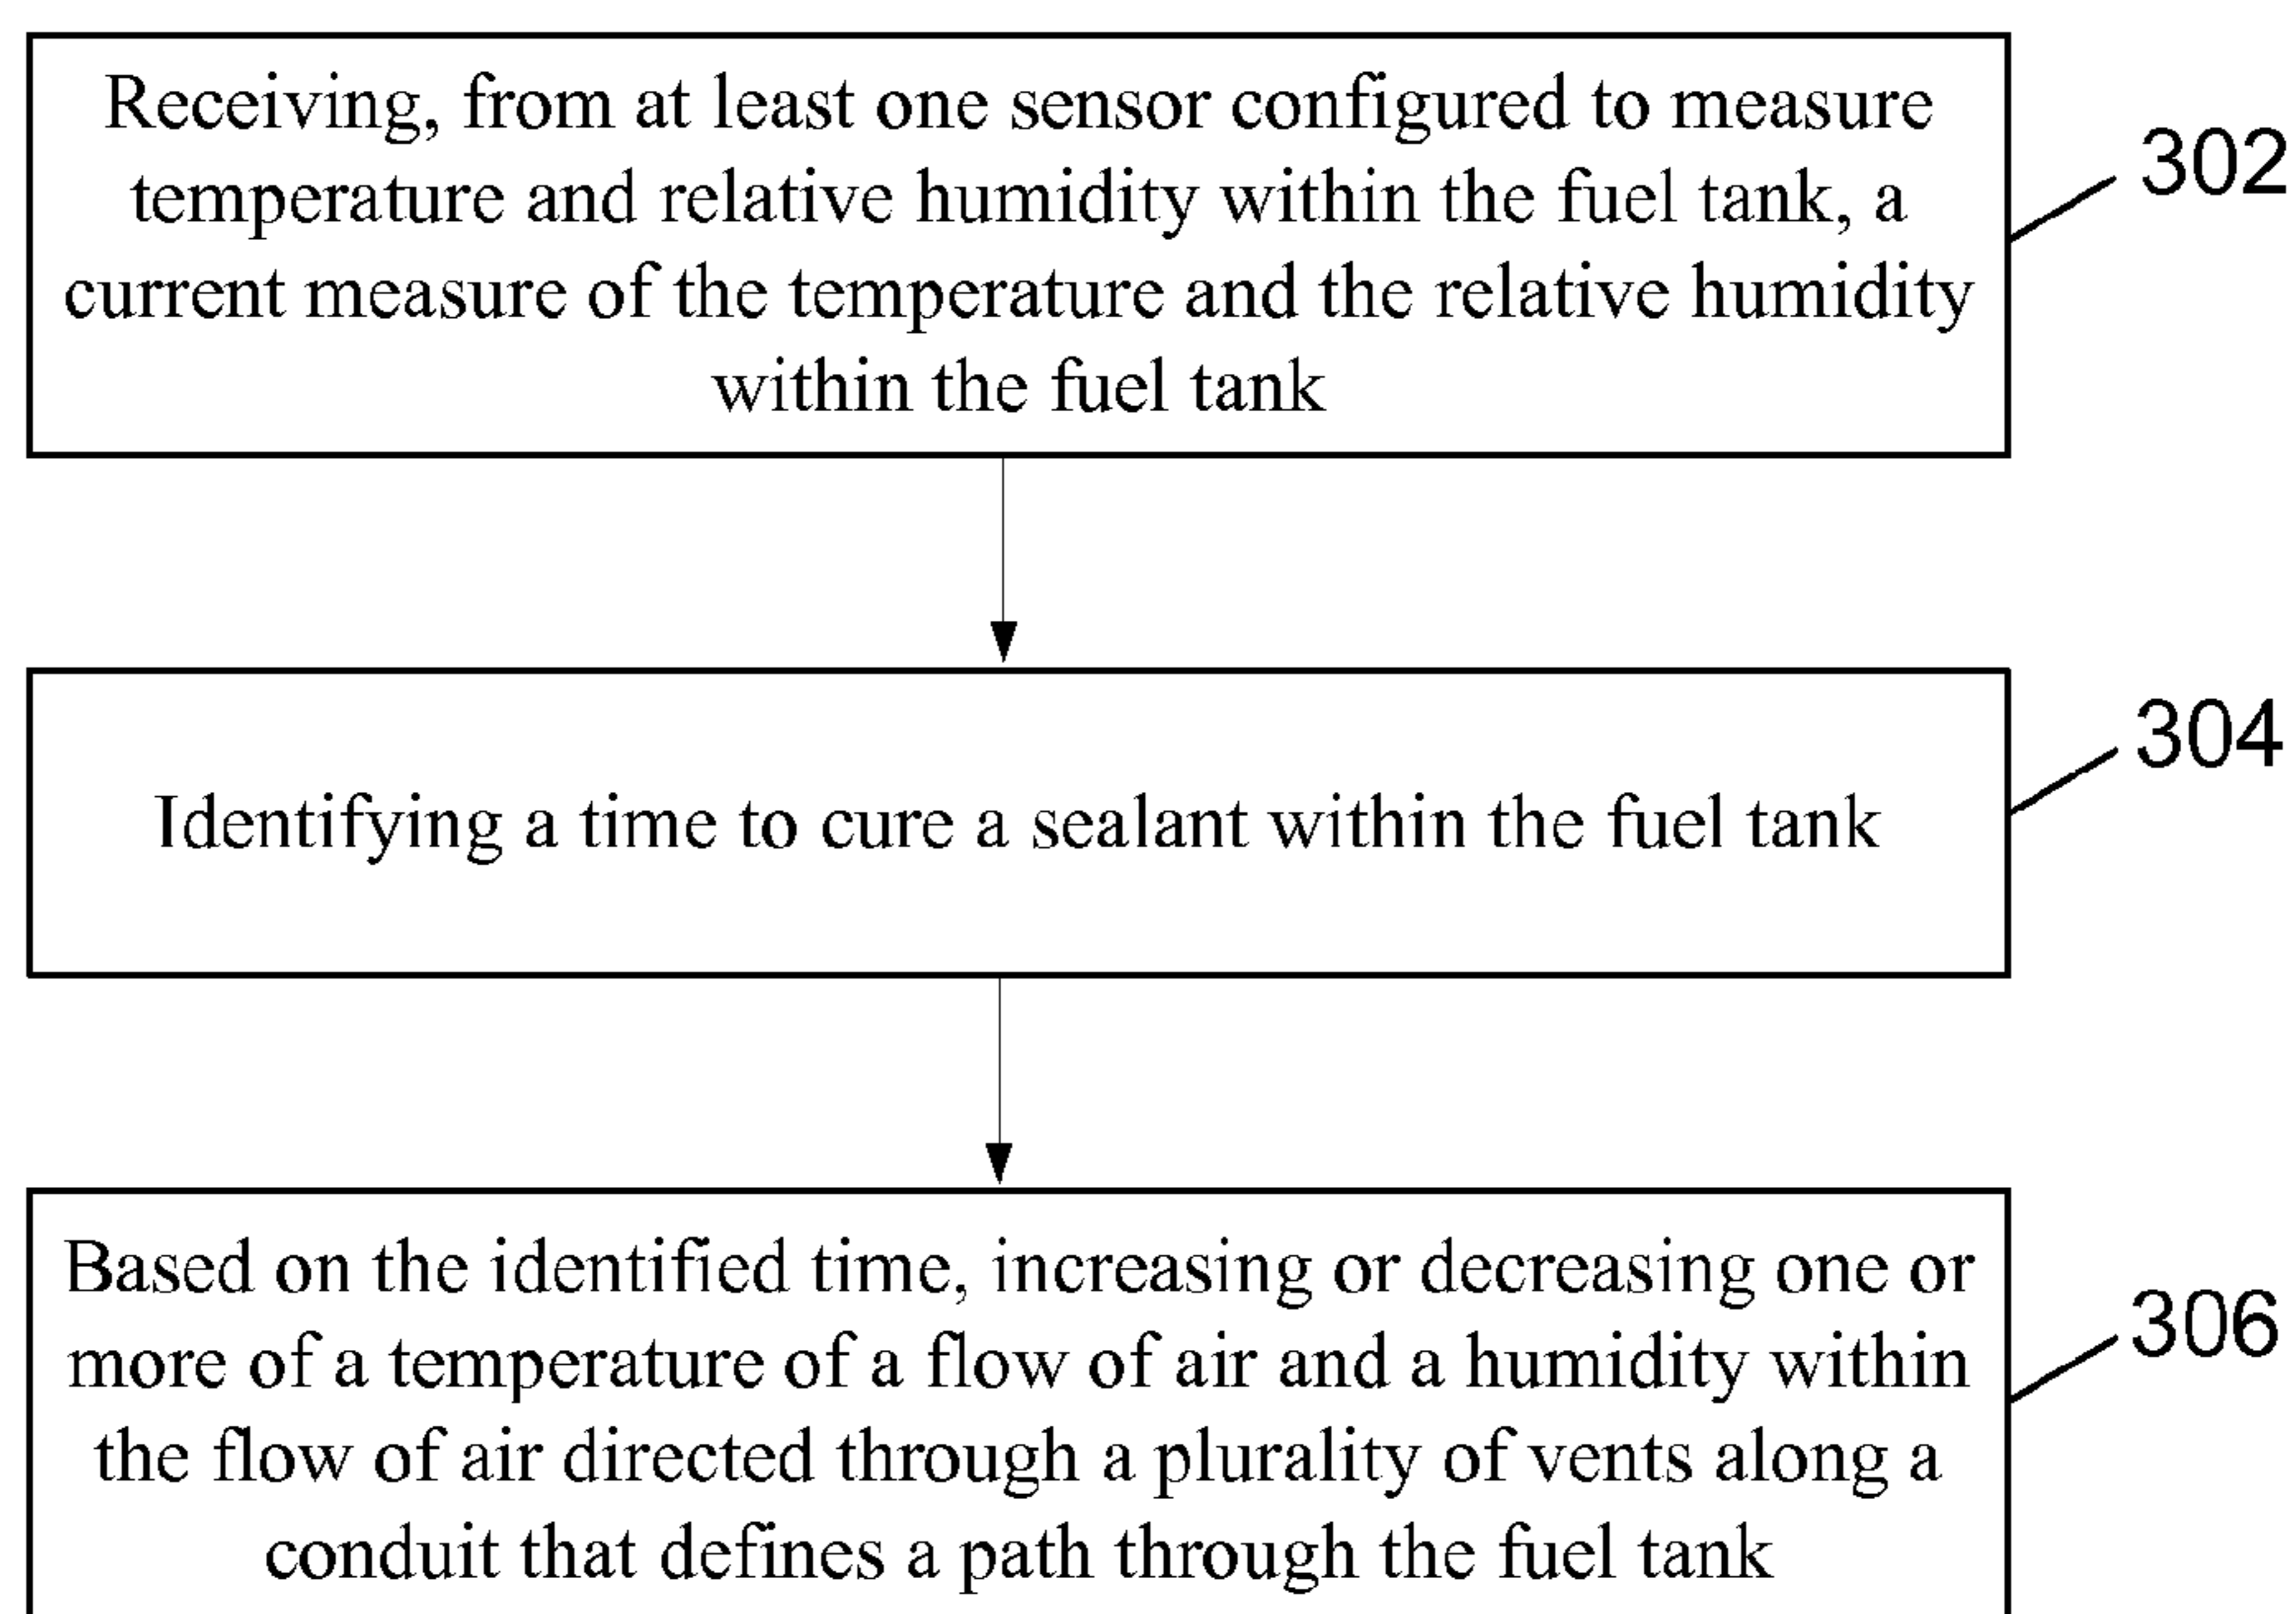 Receiving, from at least one sensor configured to measure
temperature and relative humidity within the fuel tank, a
current measure of the temperature and the relative humidity
within the fuel tank
302
Identifying a time to cure a sealant within the fuel tank
304
Based on the identified time, increasing or decreasing one or
more of a temperature of a flow of air and a humidity within
the flow of air directed through a plurality of vents along a
conduit that defines a path through the fuel tank
306